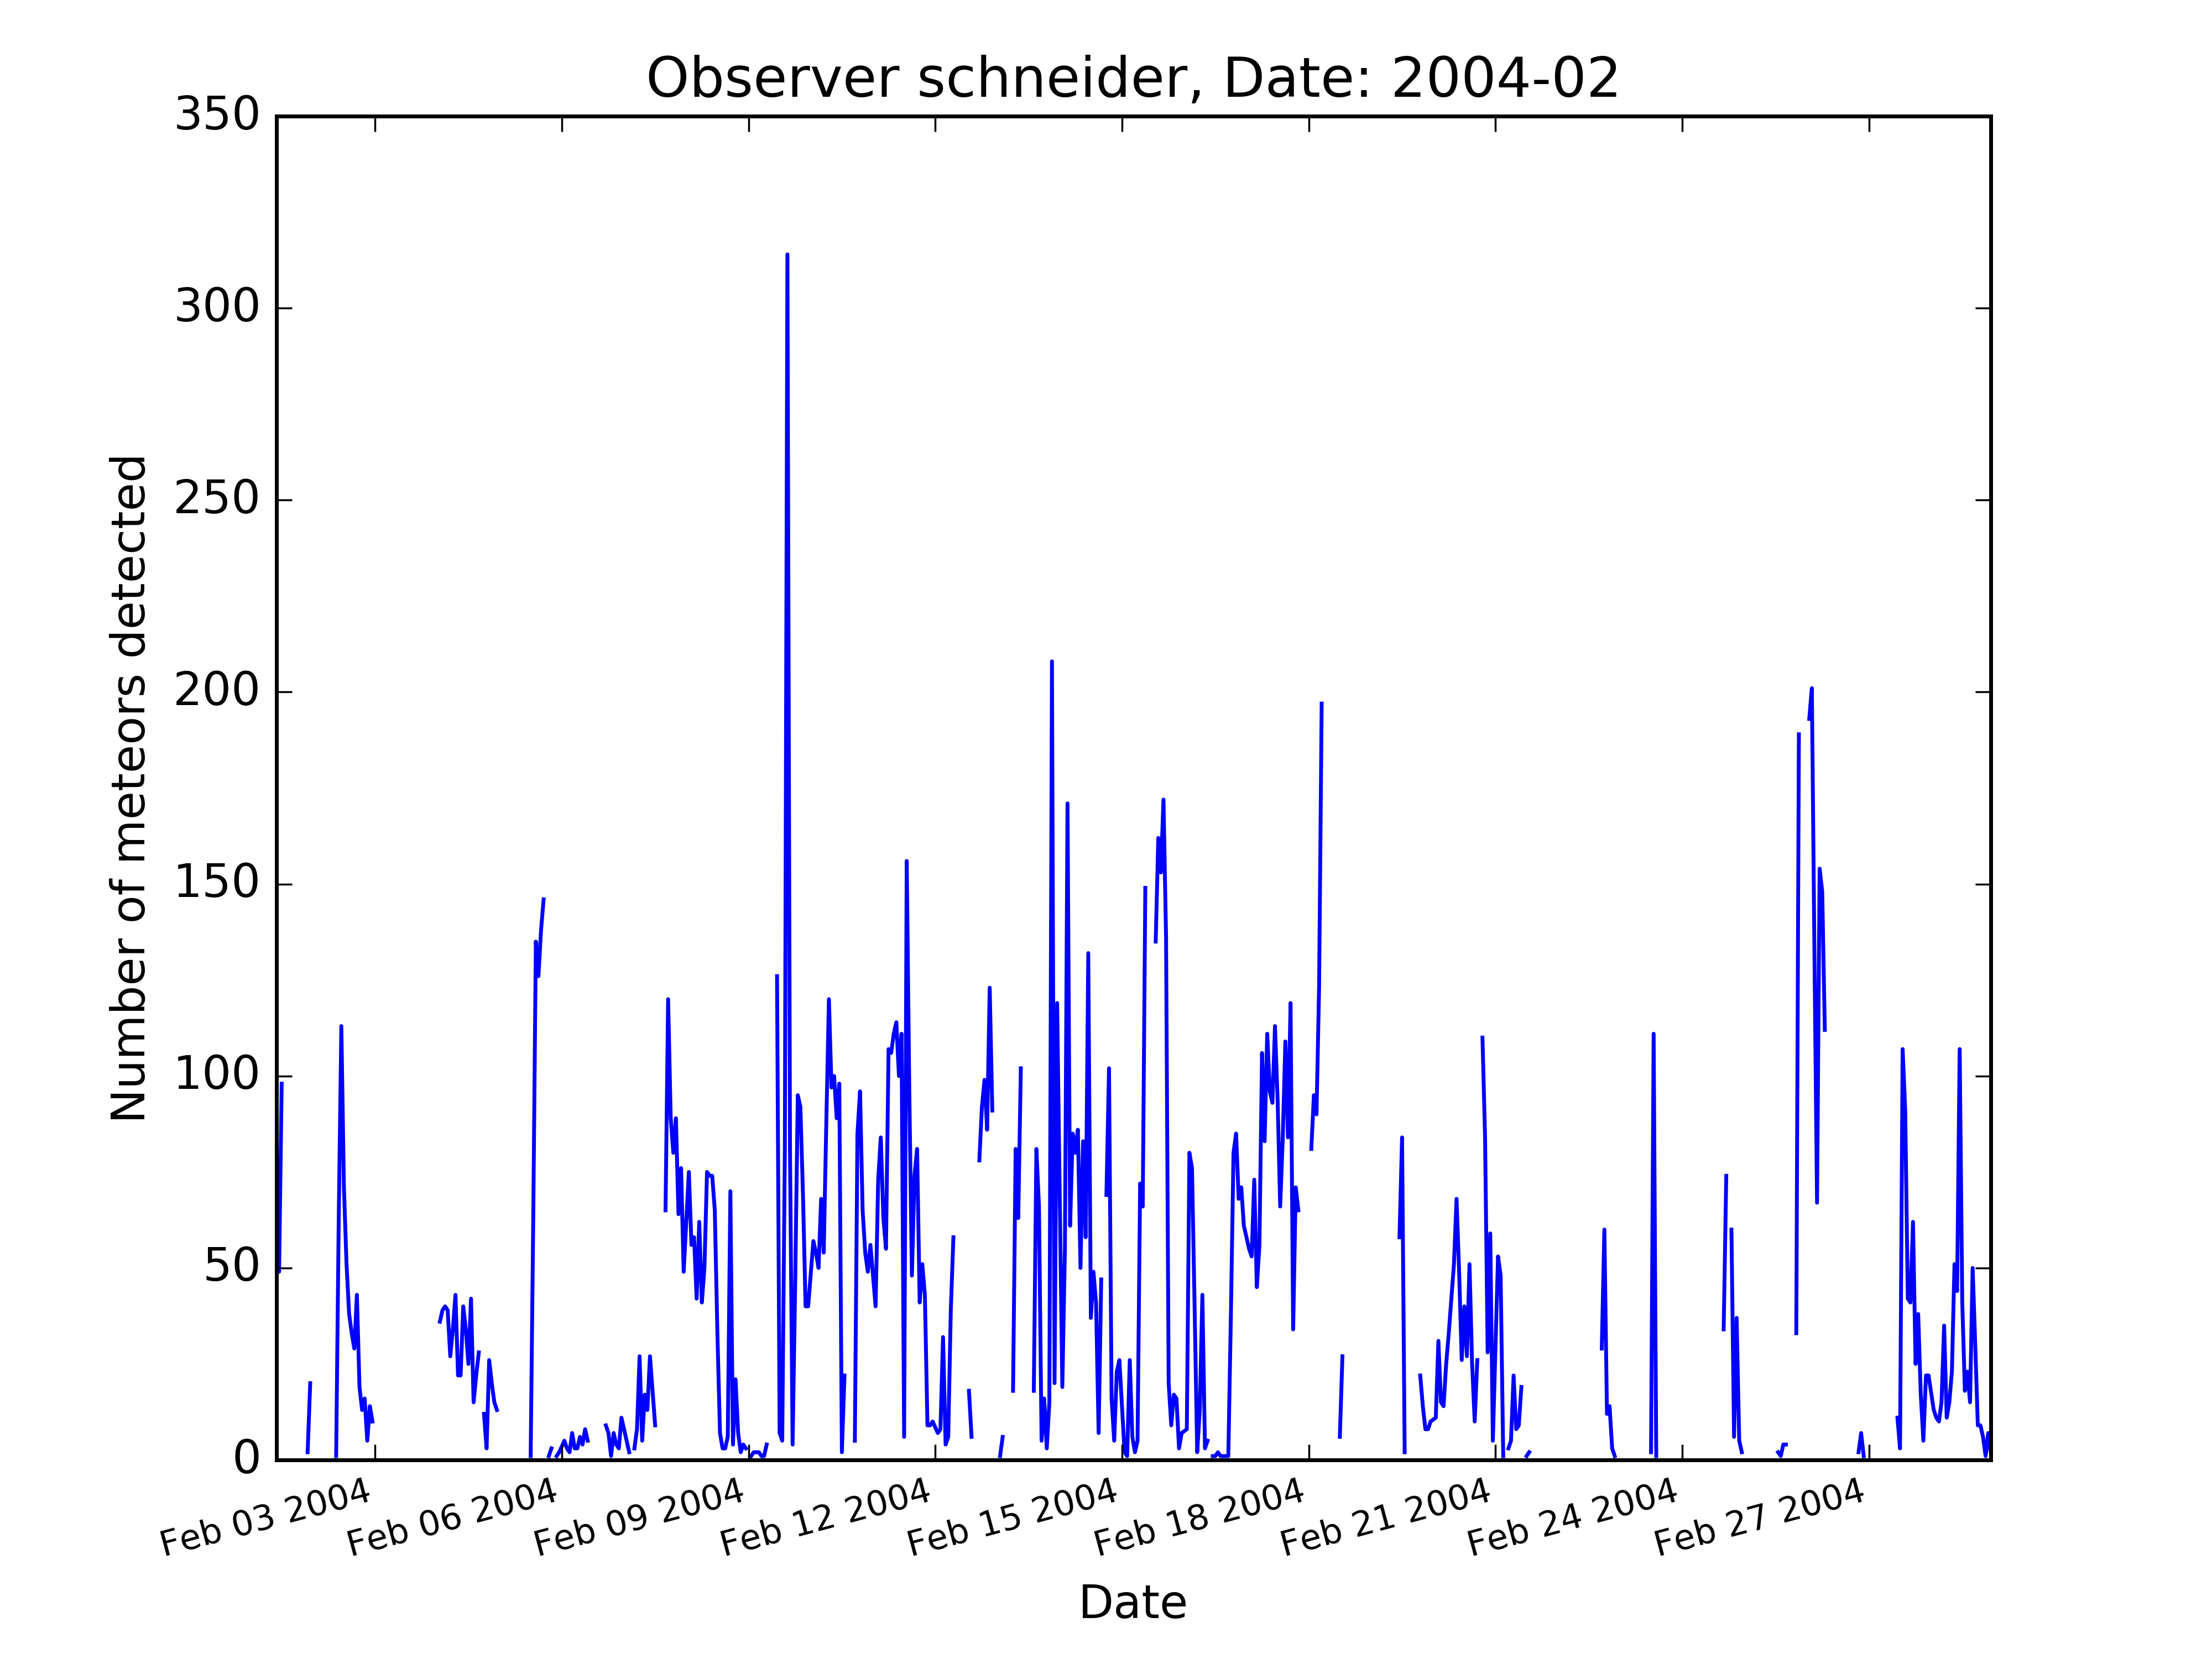 Observer schneider, Date: 2004-02
350
300
250
200
150
100
50
0
Number of meteors detected
Feb 03 2004
Feb 06 2004
Feb 09 2004
Feb 12 2004
Feb 15 2004
Feb 18 2004
Feb 21 2004
Feb 24 2004
Feb 27 2004
Date